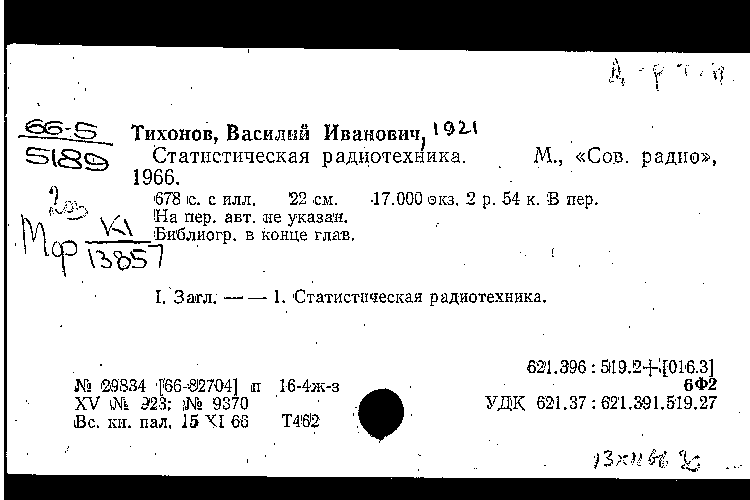 66-5
5189
Тихонов, Василий Иванович, 1921
Статистическая радиотехника. М., «Сов. радио»,
1966.
678 с. с илл. 22 см. 17.000 экз. 2 р. 54 к. В пер.
На пер. авт. не указан.
Библиогр. в конце глав.
2оз
Мор XI
13857
I. Загл. — — 1. Статистическая радиотехника.
621.396 : 519.2+[016.3]
6Ф2
№ 29834 [66-82704] п 16-4ж-з
XV № 223; № 9370
УДК 621.37 : 621.391.519.27
Вс. кн. пал. 15 XI 66 Т462